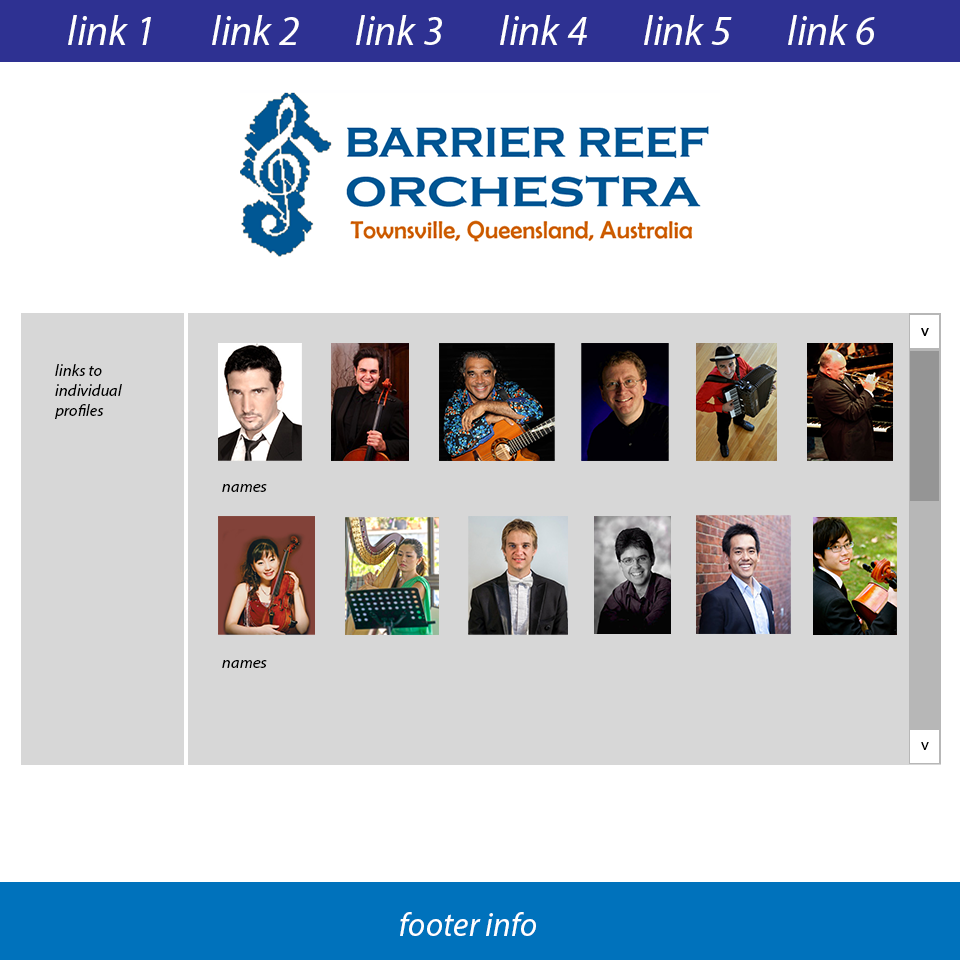 link 1 link 2 link 3 link 4 link 5 link 6
BARRIER REEF
ORCHESTRA
Townsville, Queensland, Australia
v
links to
individual
profiles
names
names
v
footer info